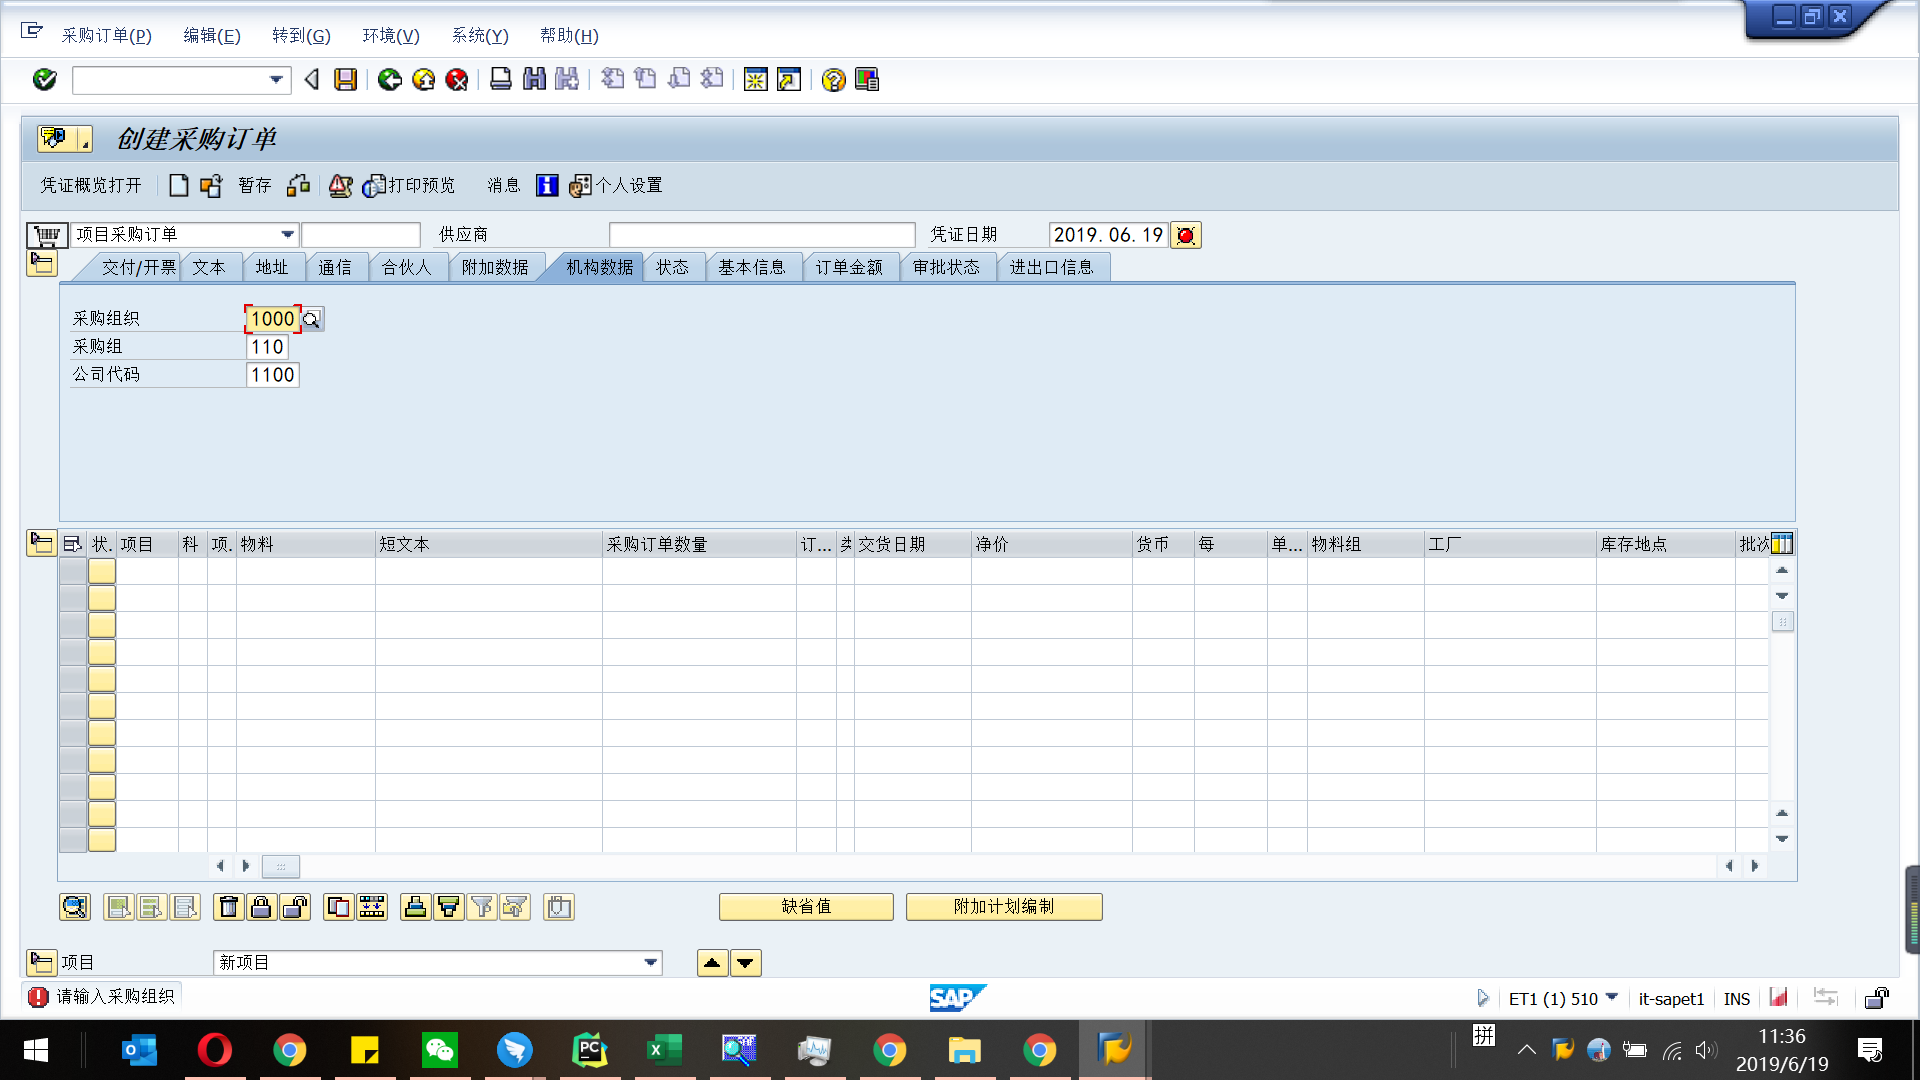 采购订单(P) 编辑(E) 转到(G) 环境(V) 系统(Y) 帮助(H)
创建采购订单
凭证概览打开 暂存 打印预览 消息 个人设置
项目采购订单 供应商 凭证日期 2019.06.19
交付/开票 文本 地址 通信 合伙人 附加数据 机构数据 状态 基本信息 订单金额 审批状态 进出口信息
采购组织 1000
采购组 110
公司代码 1100
状. 项目 科 项. 物料 短文本 采购订单数量 订... 交货日期 净价 货币 每 单... 物料组 工厂 库存地点 批次
缺省值 附加计划编制
项目 新项目
请输入采购组织 SAP ET1 (1) 510 it-sapet1 INS
拼 11:36
2019/6/19